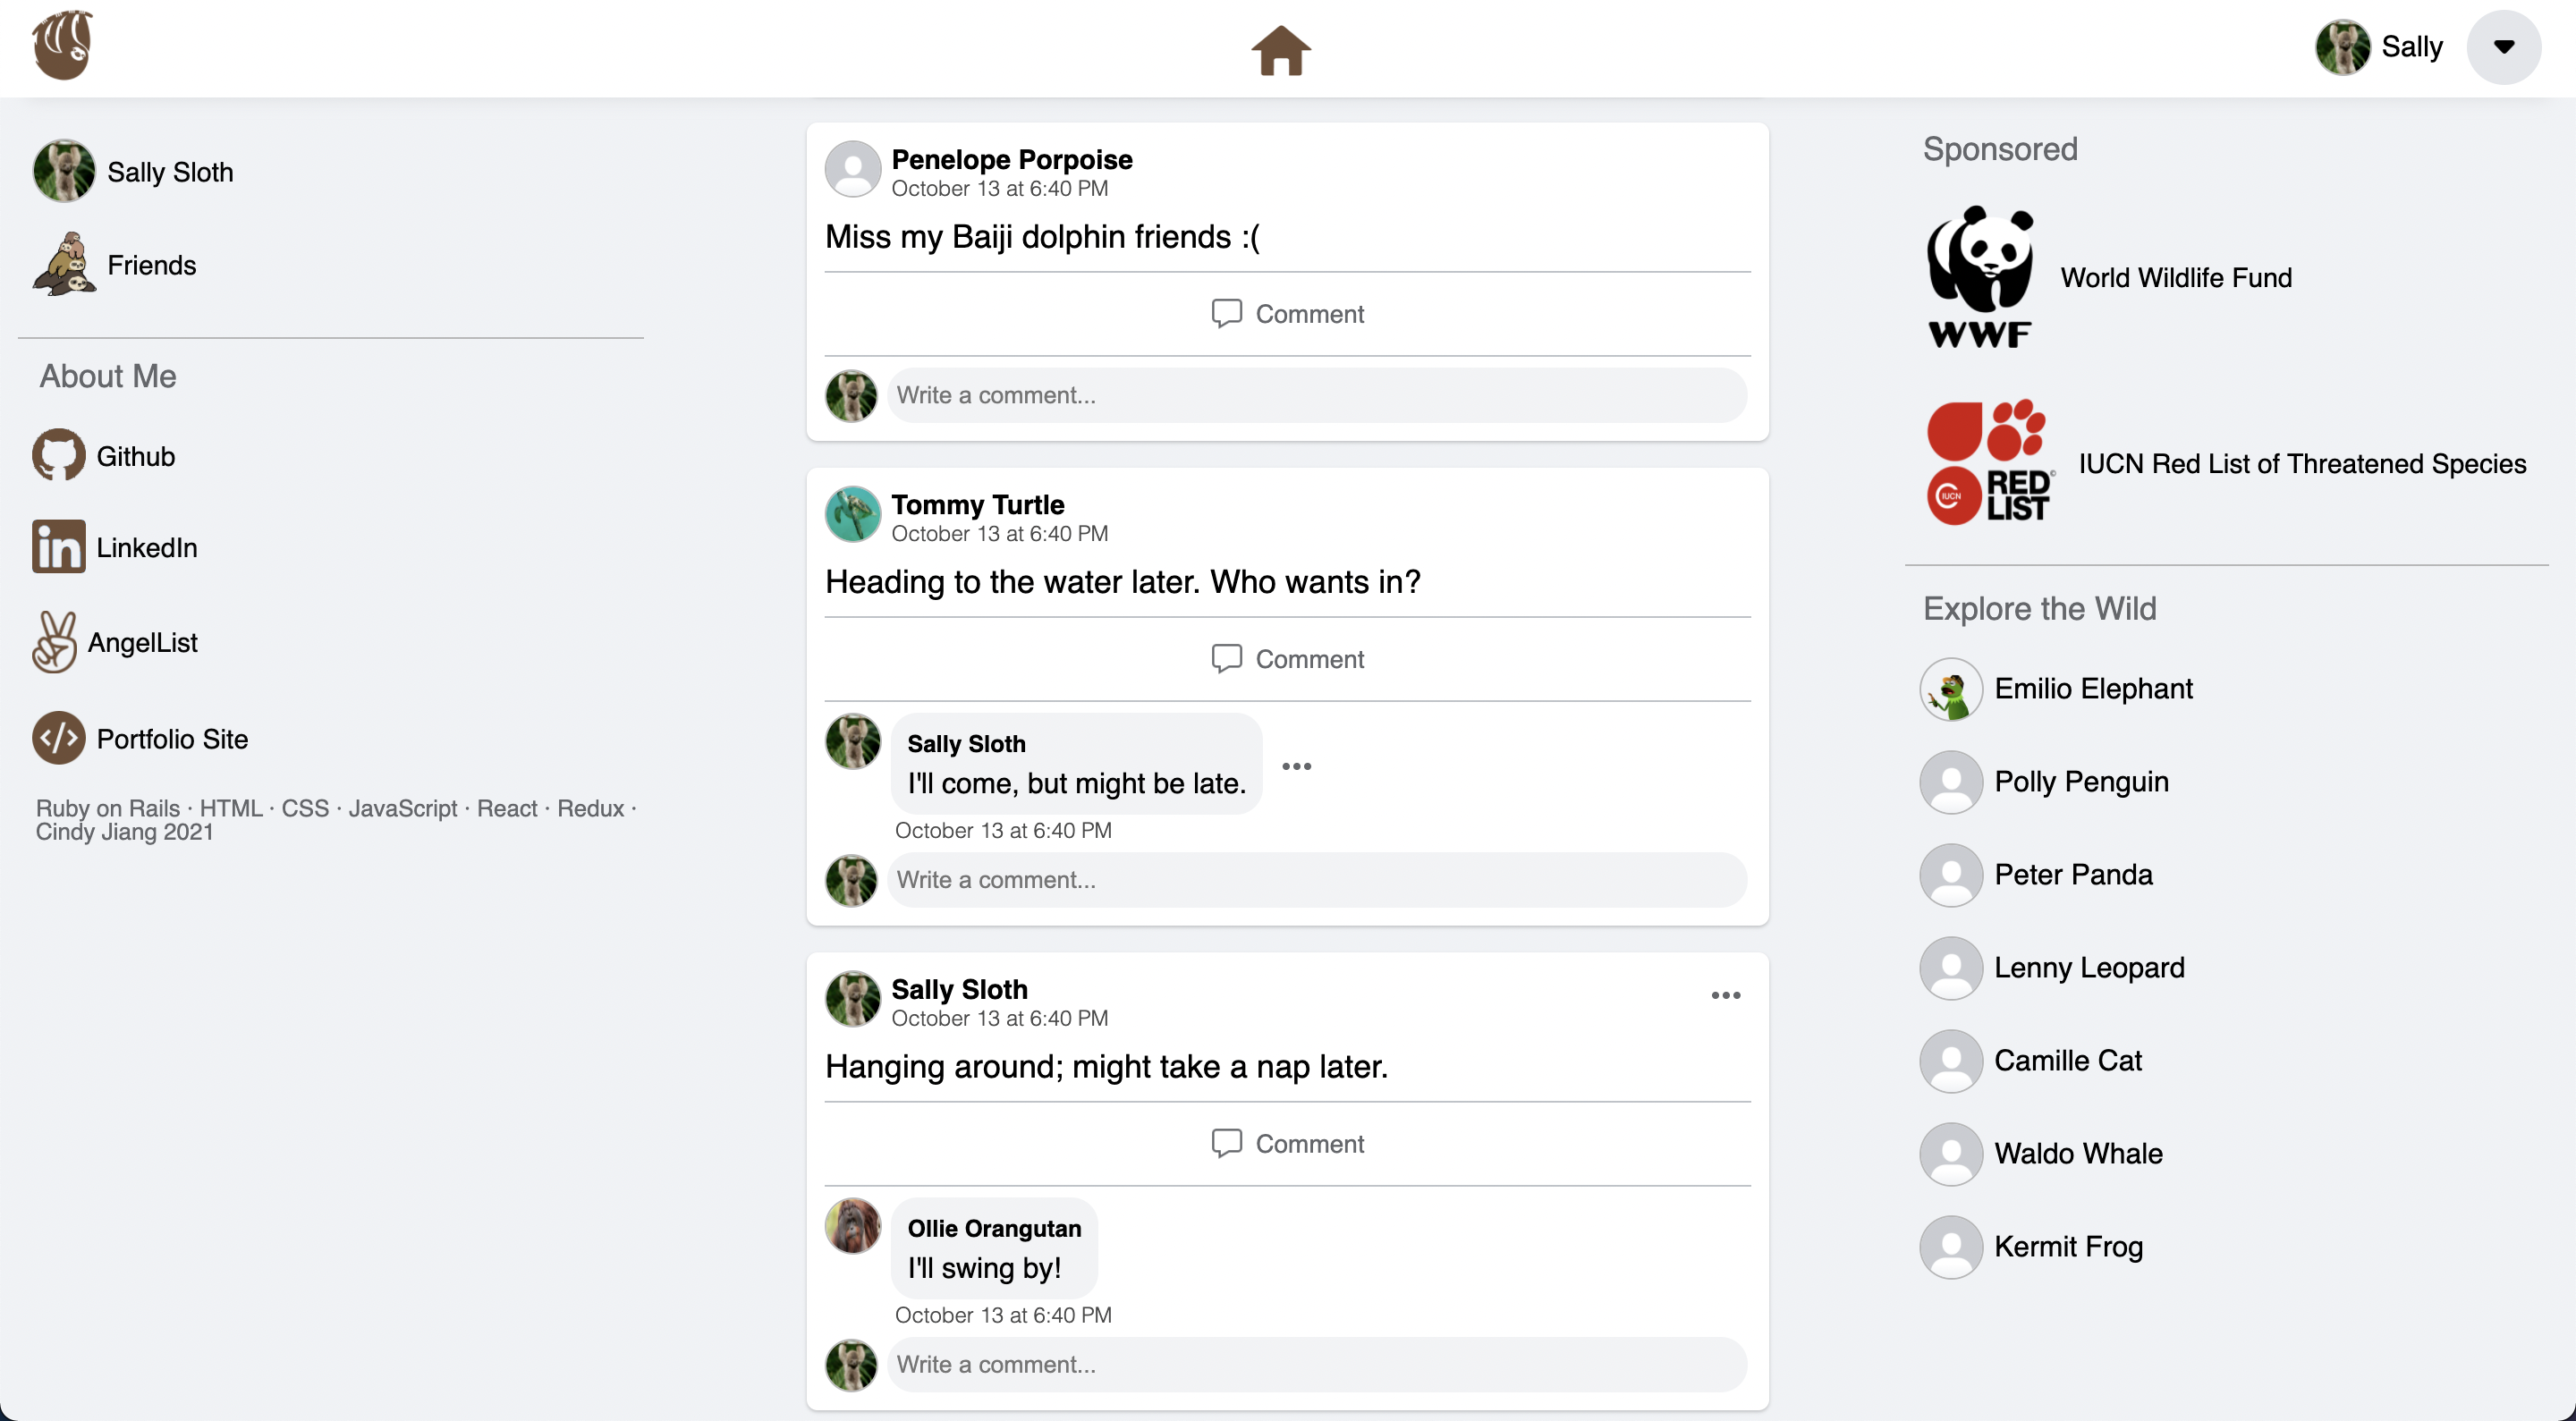 Sally
Sally Sloth
Friends
About Me
Github
LinkedIn
AngelList
Portfolio Site
Ruby on Rails · HTML · CSS · JavaScript · React · Redux ·
Cindy Jiang 2021
Penelope Porpoise
October 13 at 6:40 PM
Miss my Baiji dolphin friends :(
Comment
Write a comment...
Tommy Turtle
October 13 at 6:40 PM
Heading to the water later. Who wants in?
Comment
Sally Sloth
I'll come, but might be late.
October 13 at 6:40 PM
Write a comment...
Sally Sloth
October 13 at 6:40 PM
Hanging around; might take a nap later.
Comment
Ollie Orangutan
I'll swing by!
October 13 at 6:40 PM
Write a comment...
Sponsored
WWF
World Wildlife Fund
IUCN
RED
LIST
IUCN Red List of Threatened Species
Explore the Wild
Emilio Elephant
Polly Penguin
Peter Panda
Lenny Leopard
Camille Cat
Waldo Whale
Kermit Frog